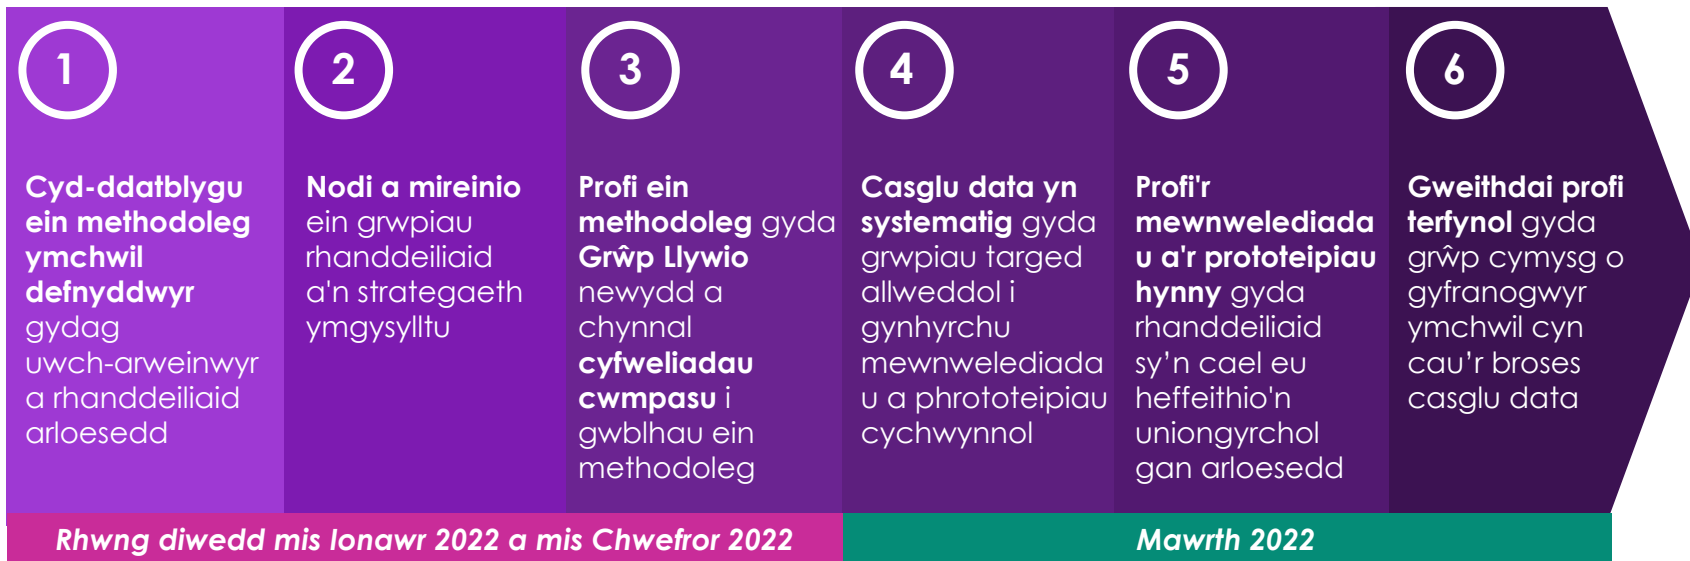 1
Cyd-ddatblygu
ein methodoleg
ymchwil
defnyddwyr
gydag
uwch-arweinwyr
a rhanddeiliaid
arloesedd
2
Nodi a mireinio
ein grwpiau
rhanddeiliaid
a'n strategaeth
ymgysylltu
3
Profi ein
methodoleg gyda
Grŵp Llywio
newydd a
chynnal
cyfweliadau
cwmpasu i
gwblhau ein
methodoleg
4
Casglu data yn
systematig gyda
grwpiau targed
allweddol i
gynhyrchu
mewnwelediada
u a phrototeipiau
cychwynnol
5
Profi'r
mewnwelediada
u a'r prototeipiau
hynny gyda
rhanddeiliaid
sy’n cael eu
heffeithio'n
uniongyrchol
gan arloesedd
6
Gweithdai profi
terfynol gyda
grŵp cymysg o
gyfranogwyr
ymchwil cyn
cau’r broses
casglu data
Rhwng diwedd mis Ionawr 2022 a mis Chwefror 2022
Mawrth 2022